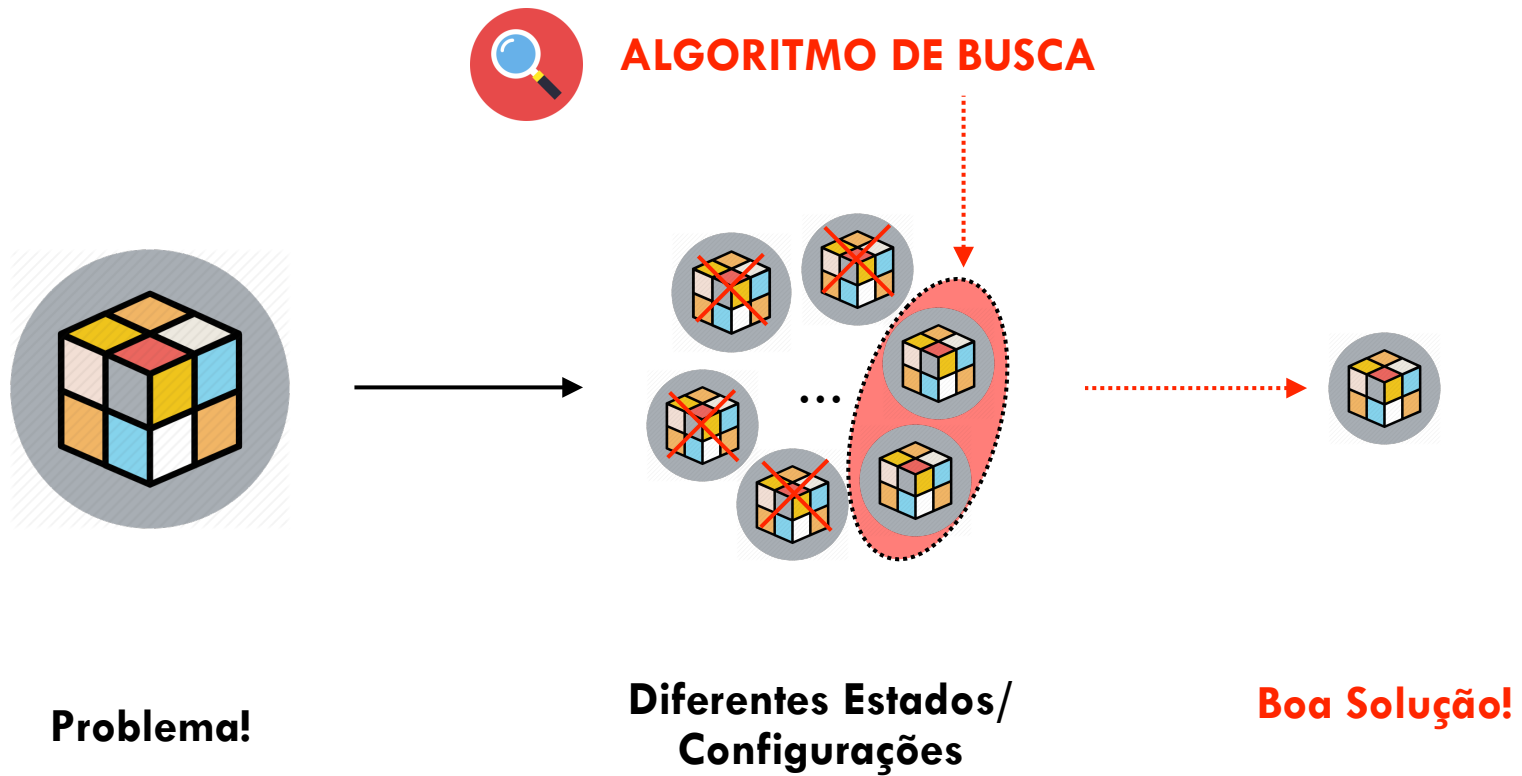 ALGORITMO DE BUSCA
...
Problema!
Diferentes Estados/
Configurações
Boa Solução!